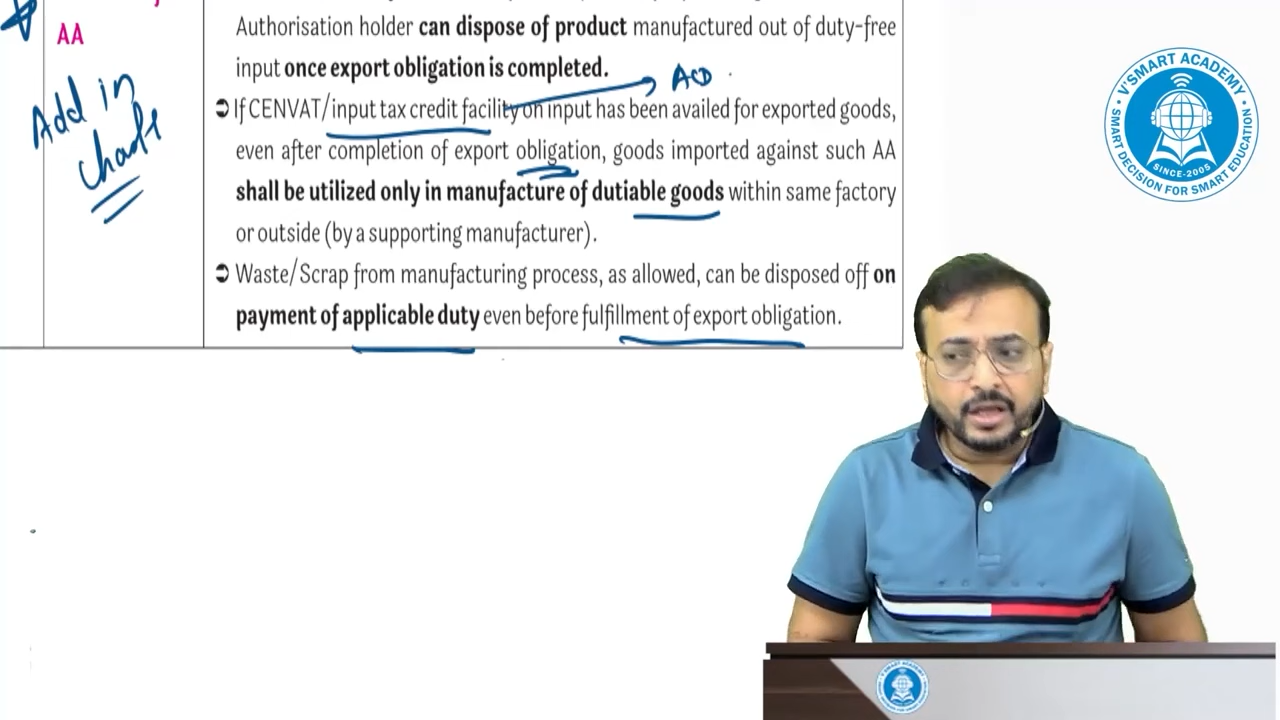 AA
Add in
chart
Authorisation holder can dispose of product manufactured out of duty-free
input once export obligation is completed.
ACD
➲ If CENVAT/input tax credit facility on input has been availed for exported goods,
even after completion of export obligation, goods imported against such AA
shall be utilized only in manufacture of dutiable goods within same factory
or outside (by a supporting manufacturer).
➲ Waste/Scrap from manufacturing process, as allowed, can be disposed off on
payment of applicable duty even before fulfillment of export obligation.
V'SMART ACADEMY
SINCE-2005
• SMART DECISION FOR SMART EDUCATION •